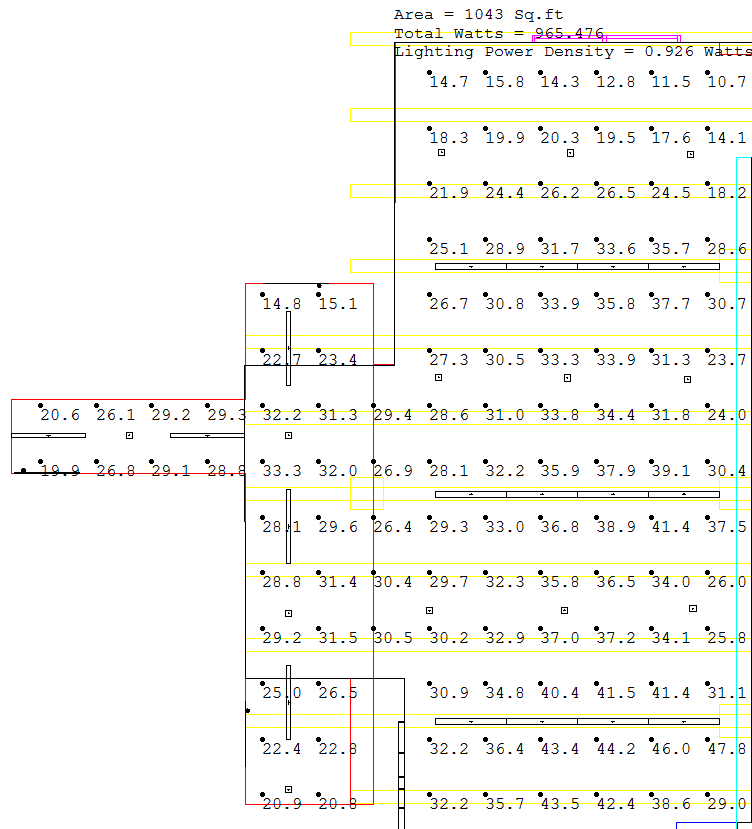 Area = 1043 Sq.ft
Total Watts = 965.476
Lighting Power Density = 0.926 Watts
14.7 15.8 14.3 12.8 11.5 10.7
18.3 19.9 20.3 19.5 17.6 14.1
21.9 24.4 26.2 26.5 24.5 18.2
25.1 28.9 31.7 33.6 35.7 28.6
14.8 15.1 26.7 30.8 33.9 35.8 37.7 30.7
22.7 23.4 27.3 30.5 33.3 33.9 31.3 23.7
20.6 26.1 29.2 29.3 32.2 31.3 29.4 28.6 31.0 33.8 34.4 31.8 24.0
19.9 26.8 29.1 28.8 33.3 32.0 26.9 28.1 32.2 35.9 37.9 39.1 30.4
28.1 29.6 26.4 29.3 33.0 36.8 38.9 41.4 37.5
28.8 31.4 30.4 29.7 32.3 35.8 36.5 34.0 26.0
29.2 31.5 30.5 30.2 32.9 37.0 37.2 34.1 25.8
25.0 26.5 30.9 34.8 40.4 41.5 41.4 31.1
22.4 22.8 32.2 36.4 43.4 44.2 46.0 47.8
20.9 20.8 32.2 35.7 43.5 42.4 38.6 29.0